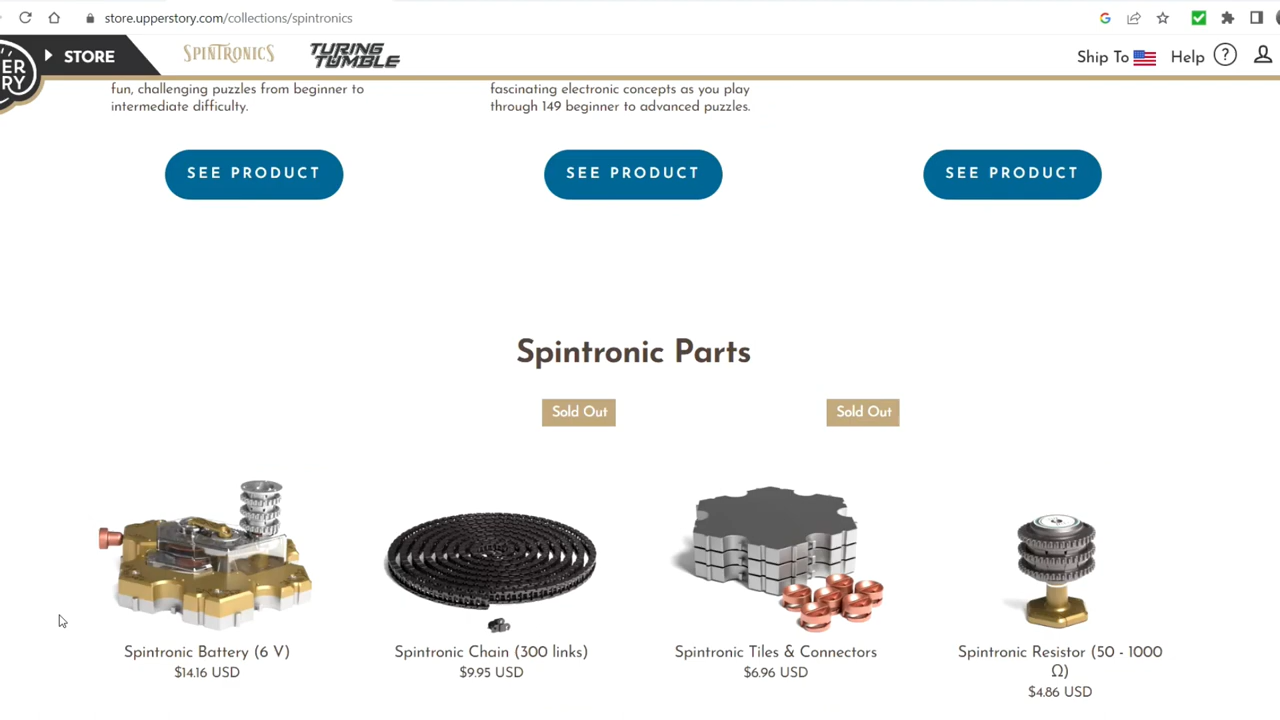 store.upperstory.com/collections/spintronics
ER
RY
STORE
SPINTRONICS
TURING
TUMBLE
Ship To
Help
?
fun, challenging puzzles from beginner to
intermediate difficulty.
fascinating electronic concepts as you play
through 149 beginner to advanced puzzles.
SEE PRODUCT
SEE PRODUCT
SEE PRODUCT
Spintronic Parts
Sold Out
Sold Out
Spintronic Battery (6 V)
$14.16 USD
Spintronic Chain (300 links)
$9.95 USD
Spintronic Tiles & Connectors
$6.96 USD
Spintronic Resistor (50 - 1000
Ω)
$4.86 USD